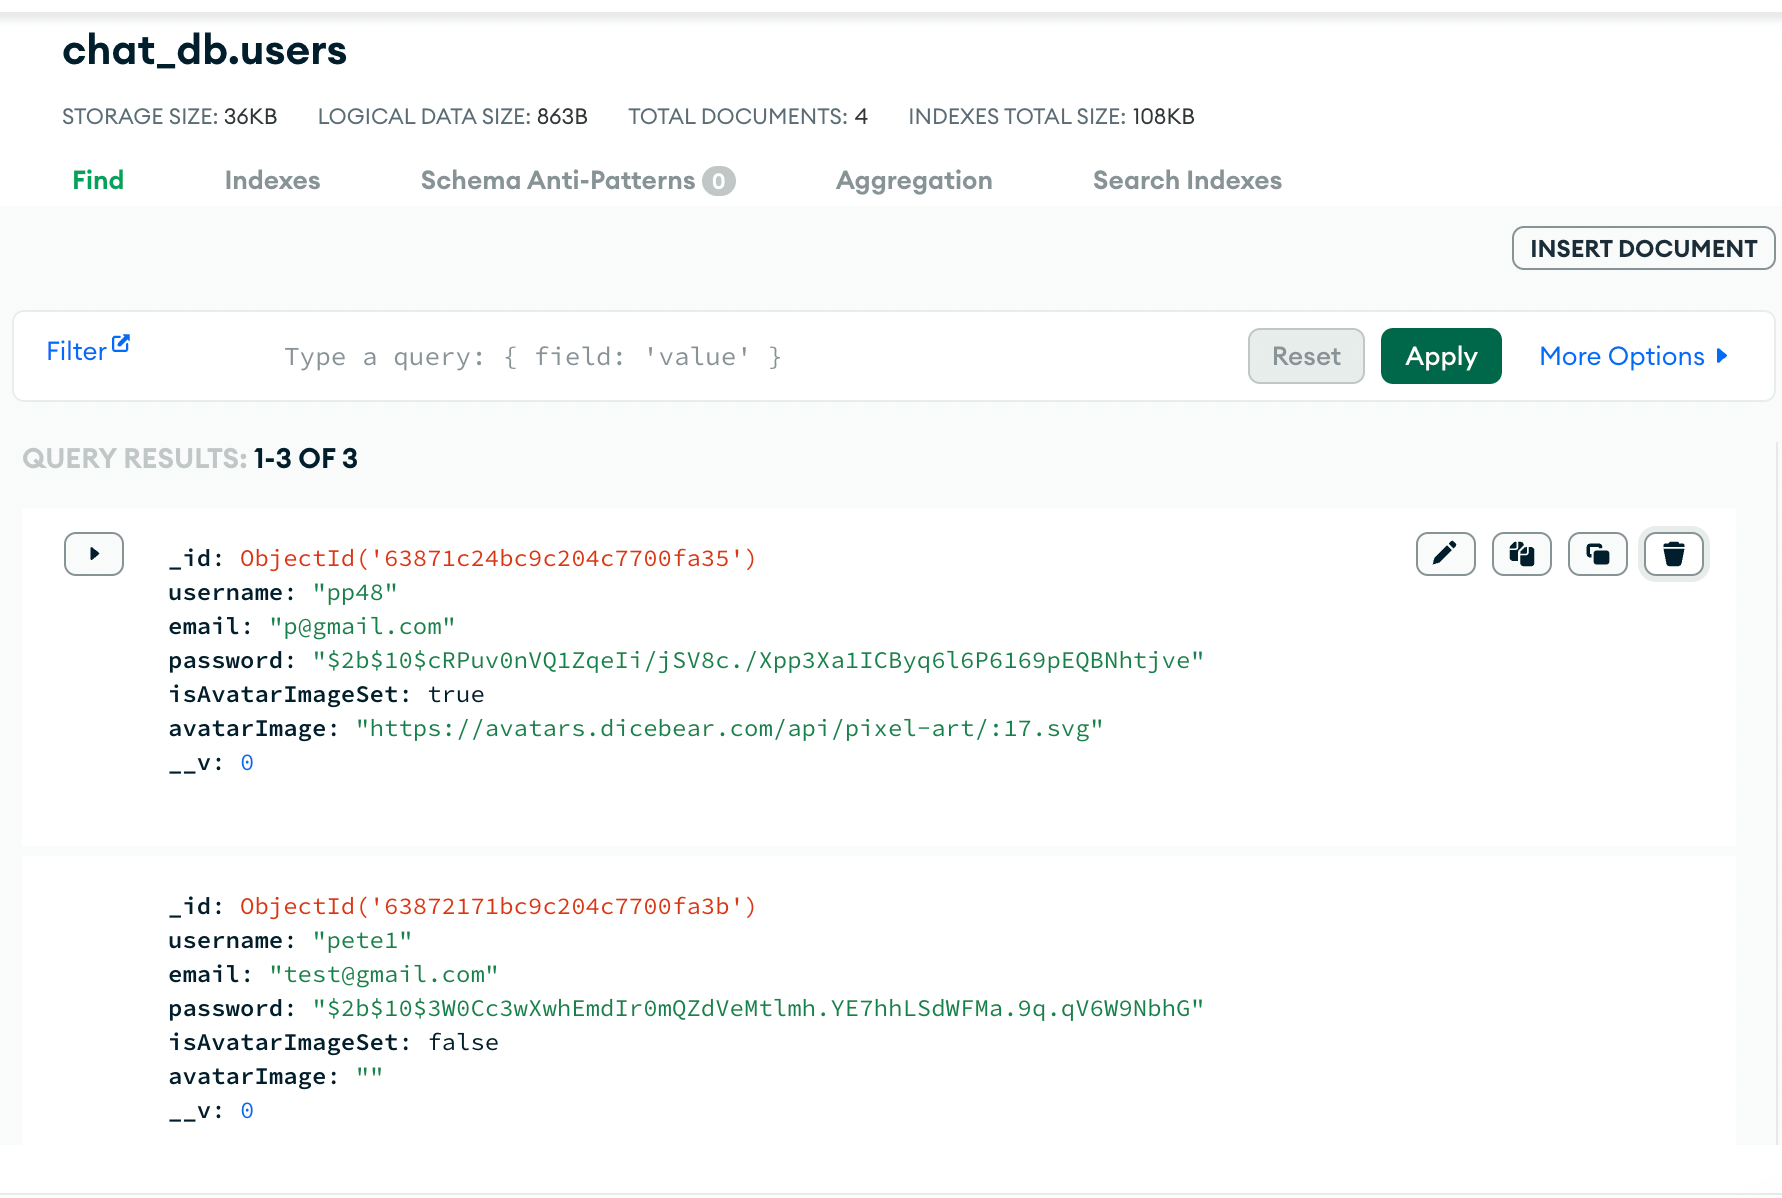 chat_db.users
STORAGE SIZE: 36KB LOGICAL DATA SIZE: 863B TOTAL DOCUMENTS: 4 INDEXES TOTAL SIZE: 108KB
Find Indexes Schema Anti-Patterns 0 Aggregation Search Indexes
INSERT DOCUMENT
Filter Type a query: { field: 'value' } Reset Apply More Options
QUERY RESULTS: 1-3 OF 3
_id: ObjectId('63871c24bc9c204c7700fa35')
username: "pp48"
email: "p@gmail.com"
password: "$2b$10$cRPuv0nVQ1ZqeIi/jSV8c./Xpp3Xa1ICByq6l6P6169pEQBNhtjve"
isAvatarImageSet: true
avatarImage: "https://avatars.dicebear.com/api/pixel-art/:17.svg"
__v: 0
_id: ObjectId('63872171bc9c204c7700fa3b')
username: "pete1"
email: "test@gmail.com"
password: "$2b$10$3W0Cc3wXwhEmdIr0mQZdVeMtlmh.YE7hhLSdWFMa.9q.qV6W9NbhG"
isAvatarImageSet: false
avatarImage: ""
__v: 0